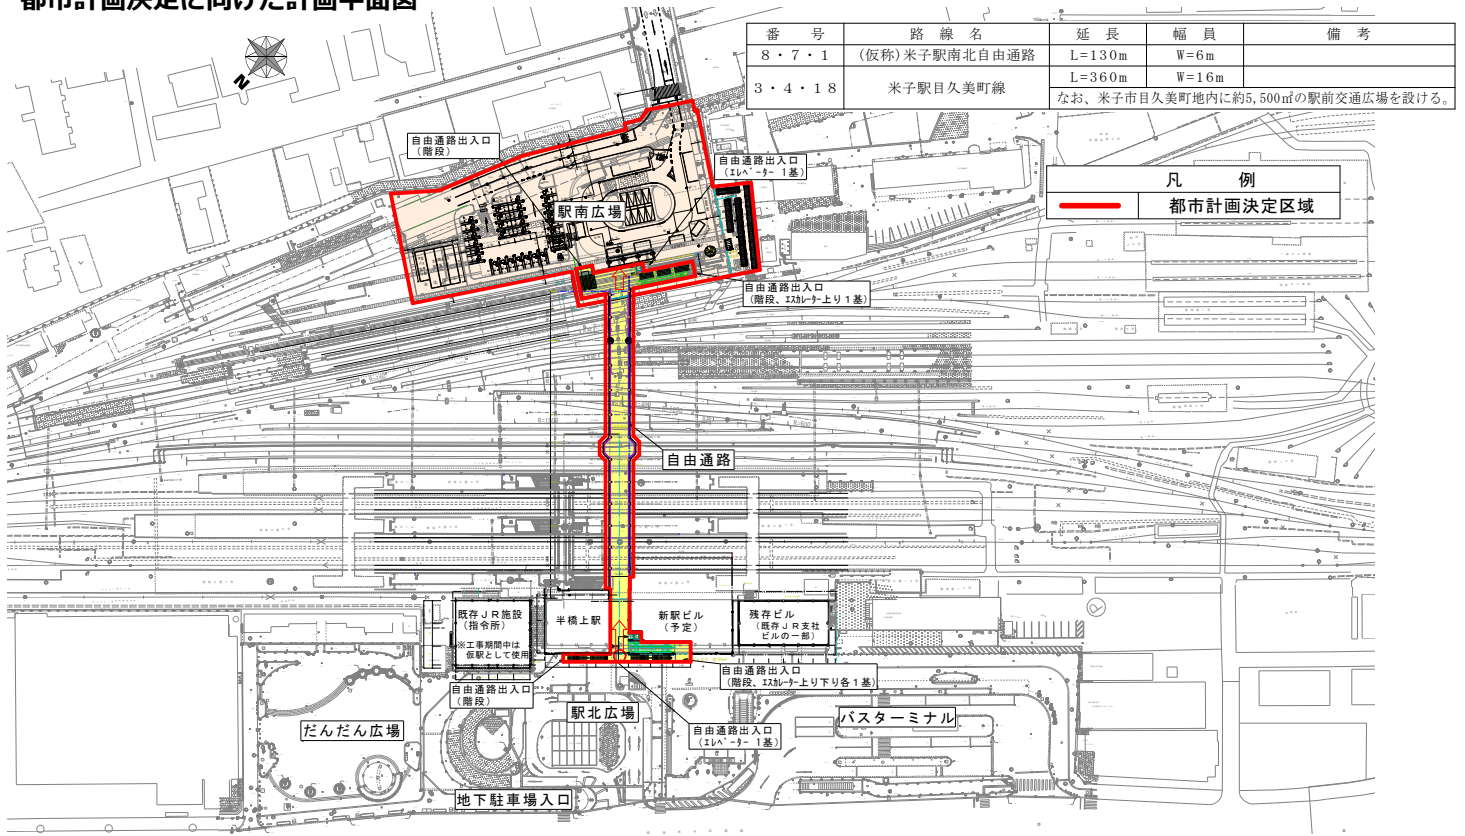 都市計画決定に向けた計画平面図
N
番 号 路 線 名 延 長 幅 員 備 考
8・7・1 (仮称)米子駅南北自由通路 L=130m W=6m
3・4・18 米子駅目久美町線 L=360m W=16m
なお、米子市目久美町地内に約5,500㎡の駅前交通広場を設ける。
凡 例
都市計画決定区域
自由通路出入口
(階段)
自由通路出入口
(エレベーター 1基)
駅南広場
自由通路出入口
(階段、エスカレーター上り1基)
自由通路
既存JR施設
(指令所)
※工事期間中は
仮駅として使用
半橋上駅
新駅ビル
(予定)
残存ビル
(既存JR支社
ビルの一部)
自由通路出入口
(階段)
自由通路出入口
(階段、エスカレーター上り下り各1基)
自由通路出入口
(エレベーター 1基)
だんだん広場
駅北広場
バスターミナル
地下駐車場入口